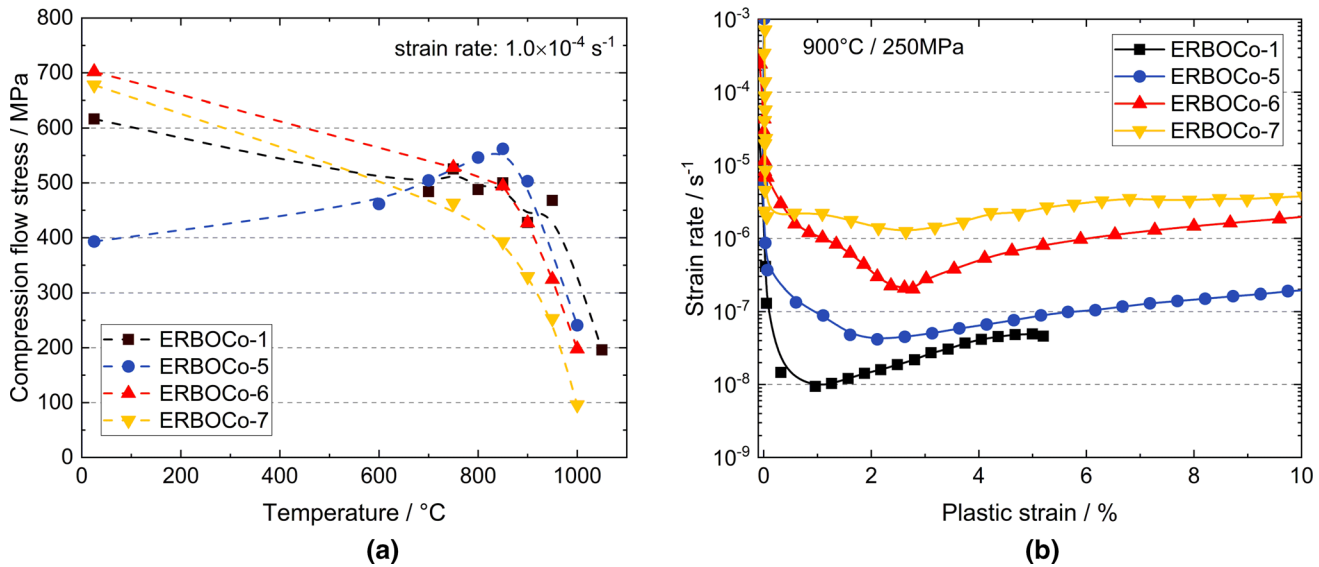 800
700
600
500
400
300
200
100
0
Compression flow stress / MPa
strain rate: 1.0×10⁻⁴ s⁻¹
ERBOCo-1
ERBOCo-5
ERBOCo-6
ERBOCo-7
0 200 400 600 800 1000
Temperature / °C
(a)
10⁻³
10⁻⁴
10⁻⁵
10⁻⁶
10⁻⁷
10⁻⁸
10⁻⁹
Strain rate / s⁻¹
900°C / 250MPa
ERBOCo-1
ERBOCo-5
ERBOCo-6
ERBOCo-7
0 2 4 6 8 10
Plastic strain / %
(b)